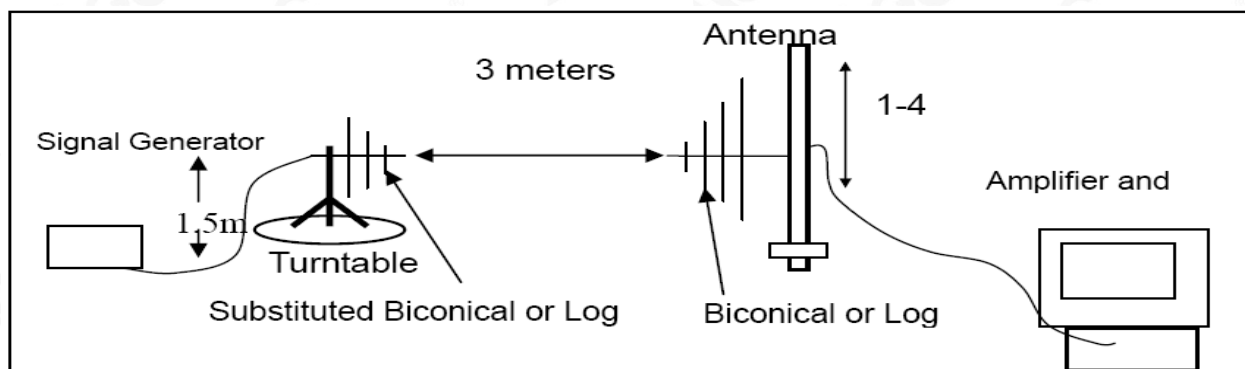 Antenna
3 meters
1-4
Signal Generator
Amplifier and
1.5m
Turntable
Substituted Biconical or Log
Biconical or Log